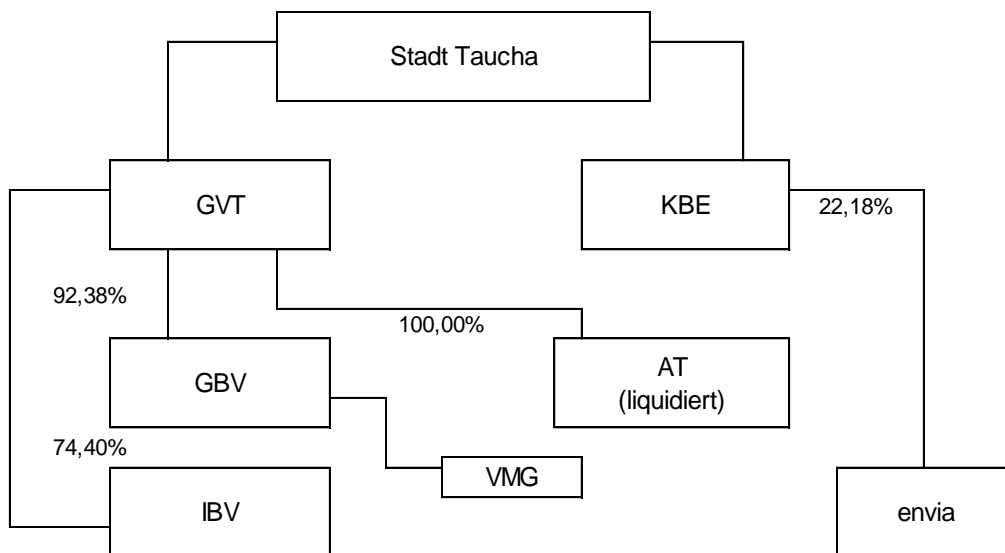 Stadt Taucha
GVT
KBE
22,18%
92,38%
100,00%
GBV
AT
(liquidiert)
74,40%
VMG
IBV
envia